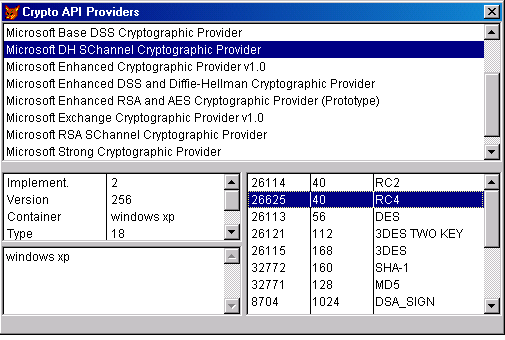 Crypto API Providers
Microsoft Base DSS Cryptographic Provider
Microsoft DH SChannel Cryptographic Provider
Microsoft Enhanced Cryptographic Provider v1.0
Microsoft Enhanced DSS and Diffie-Hellman Cryptographic Provider
Microsoft Enhanced RSA and AES Cryptographic Provider (Prototype)
Microsoft Exchange Cryptographic Provider v1.0
Microsoft RSA SChannel Cryptographic Provider
Microsoft Strong Cryptographic Provider
Implement. 2
Version 256
Container windows xp
Type 18
windows xp
26114 40 RC2
26625 40 RC4
26113 56 DES
26121 112 3DES TWO KEY
26115 168 3DES
32772 160 SHA-1
32771 128 MD5
8704 1024 DSA_SIGN